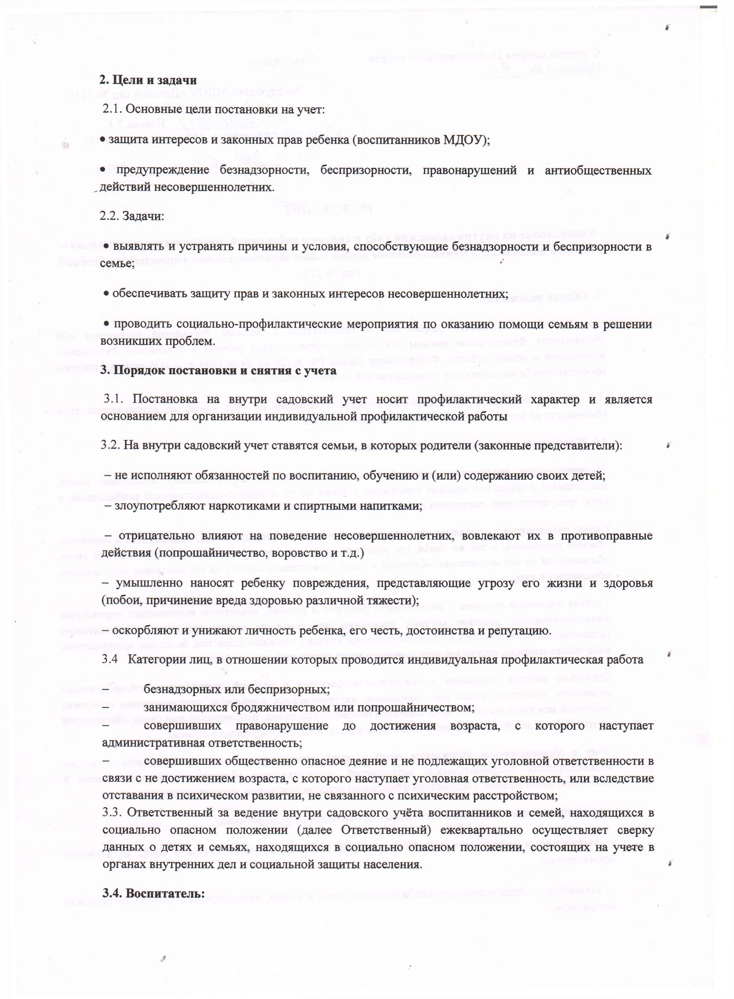 2. Цели и задачи
2.1. Основные цели постановки на учет:
• защита интересов и законных прав ребенка (воспитанников МДОУ);
• предупреждение безнадзорности, беспризорности, правонарушений и антиобщественных
действий несовершеннолетних.
2.2. Задачи:
• выявлять и устранять причины и условия, способствующие безнадзорности и беспризорности в
семье;
• обеспечивать защиту прав и законных интересов несовершеннолетних;
• проводить социально-профилактические мероприятия по оказанию помощи семьям в решении
возникших проблем.
3. Порядок постановки и снятия с учета
3.1. Постановка на внутри садовский учет носит профилактический характер и является
основанием для организации индивидуальной профилактической работы
3.2. На внутри садовский учет ставятся семьи, в которых родители (законные представители):
– не исполняют обязанностей по воспитанию, обучению и (или) содержанию своих детей;
– злоупотребляют наркотиками и спиртными напитками;
– отрицательно влияют на поведение несовершеннолетних, вовлекают их в противоправные
действия (попрошайничество, воровство и т.д.)
– умышленно наносят ребенку повреждения, представляющие угрозу его жизни и здоровья
(побои, причинение вреда здоровью различной тяжести);
– оскорбляют и унижают личность ребенка, его честь, достоинства и репутацию.
3.4 Категории лиц, в отношении которых проводится индивидуальная профилактическая работа
– безнадзорных или беспризорных;
– занимающихся бродяжничеством или попрошайничеством;
– совершивших правонарушение до достижения возраста, с которого наступает
административная ответственность;
– совершивших общественно опасное деяние и не подлежащих уголовной ответственности в
связи с не достижением возраста, с которого наступает уголовная ответственность, или вследствие
отставания в психическом развитии, не связанного с психическим расстройством;
3.3. Ответственный за ведение внутри садовского учёта воспитанников и семей, находящихся в
социально опасном положении (далее Ответственный) ежеквартально осуществляет сверку
данных о детях и семьях, находящихся в социально опасном положении, состоящих на учете в
органах внутренних дел и социальной защиты населения.
3.4. Воспитатель: